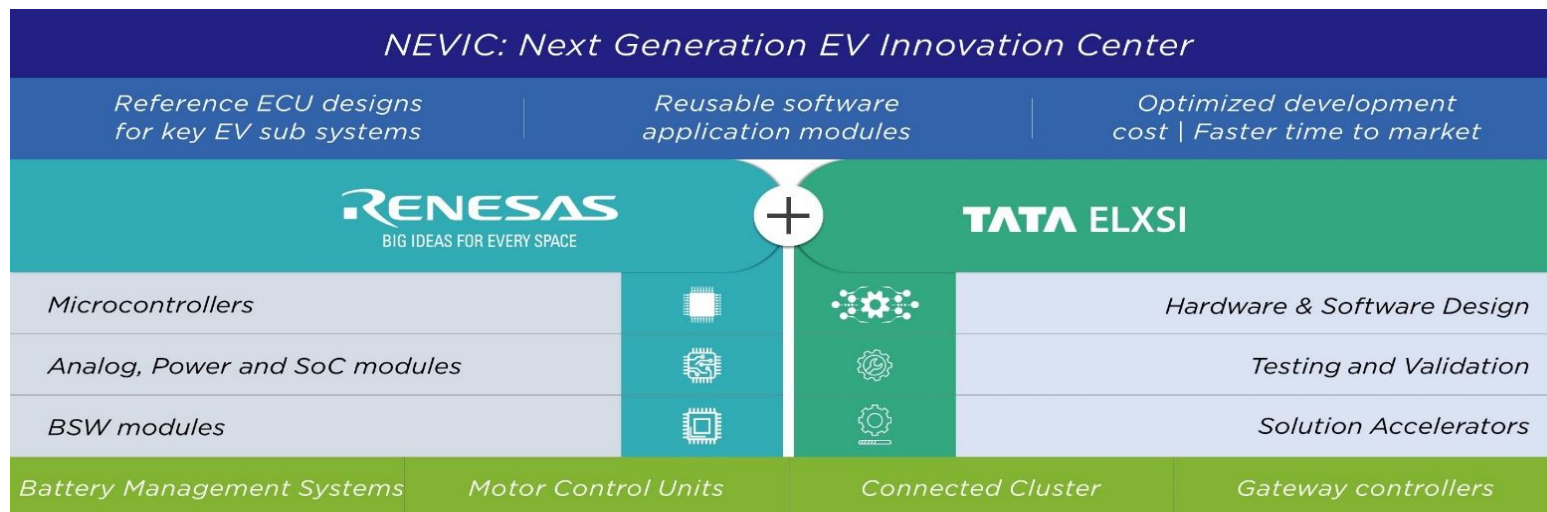 NEVIC: Next Generation EV Innovation Center
Reference ECU designs
for key EV sub systems
Reusable software
application modules
Optimized development
cost | Faster time to market
RENESAS
BIG IDEAS FOR EVERY SPACE
+
TATA ELXSI
Microcontrollers
Hardware & Software Design
Analog, Power and SoC modules
Testing and Validation
BSW modules
Solution Accelerators
Battery Management Systems
Motor Control Units
Connected Cluster
Gateway controllers